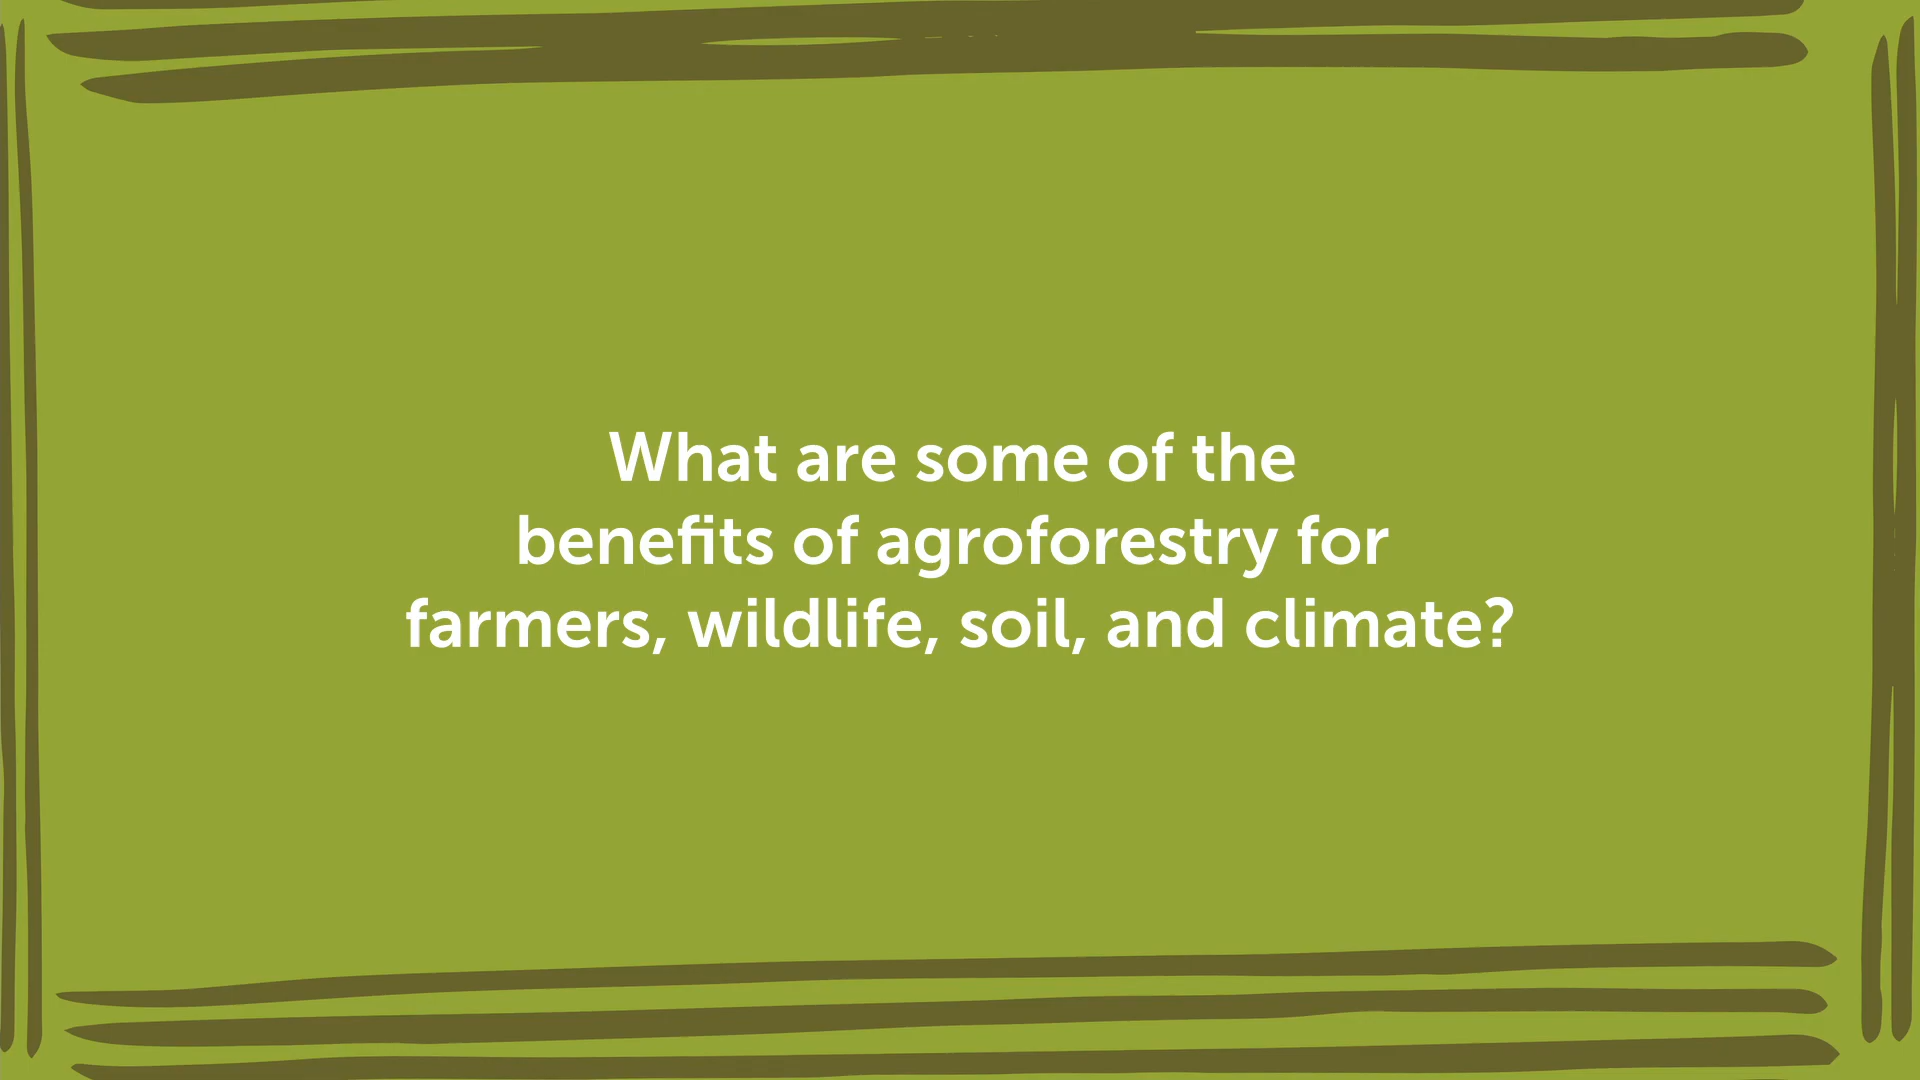 What are some of the
benefits of agroforestry for
farmers, wildlife, soil, and climate?